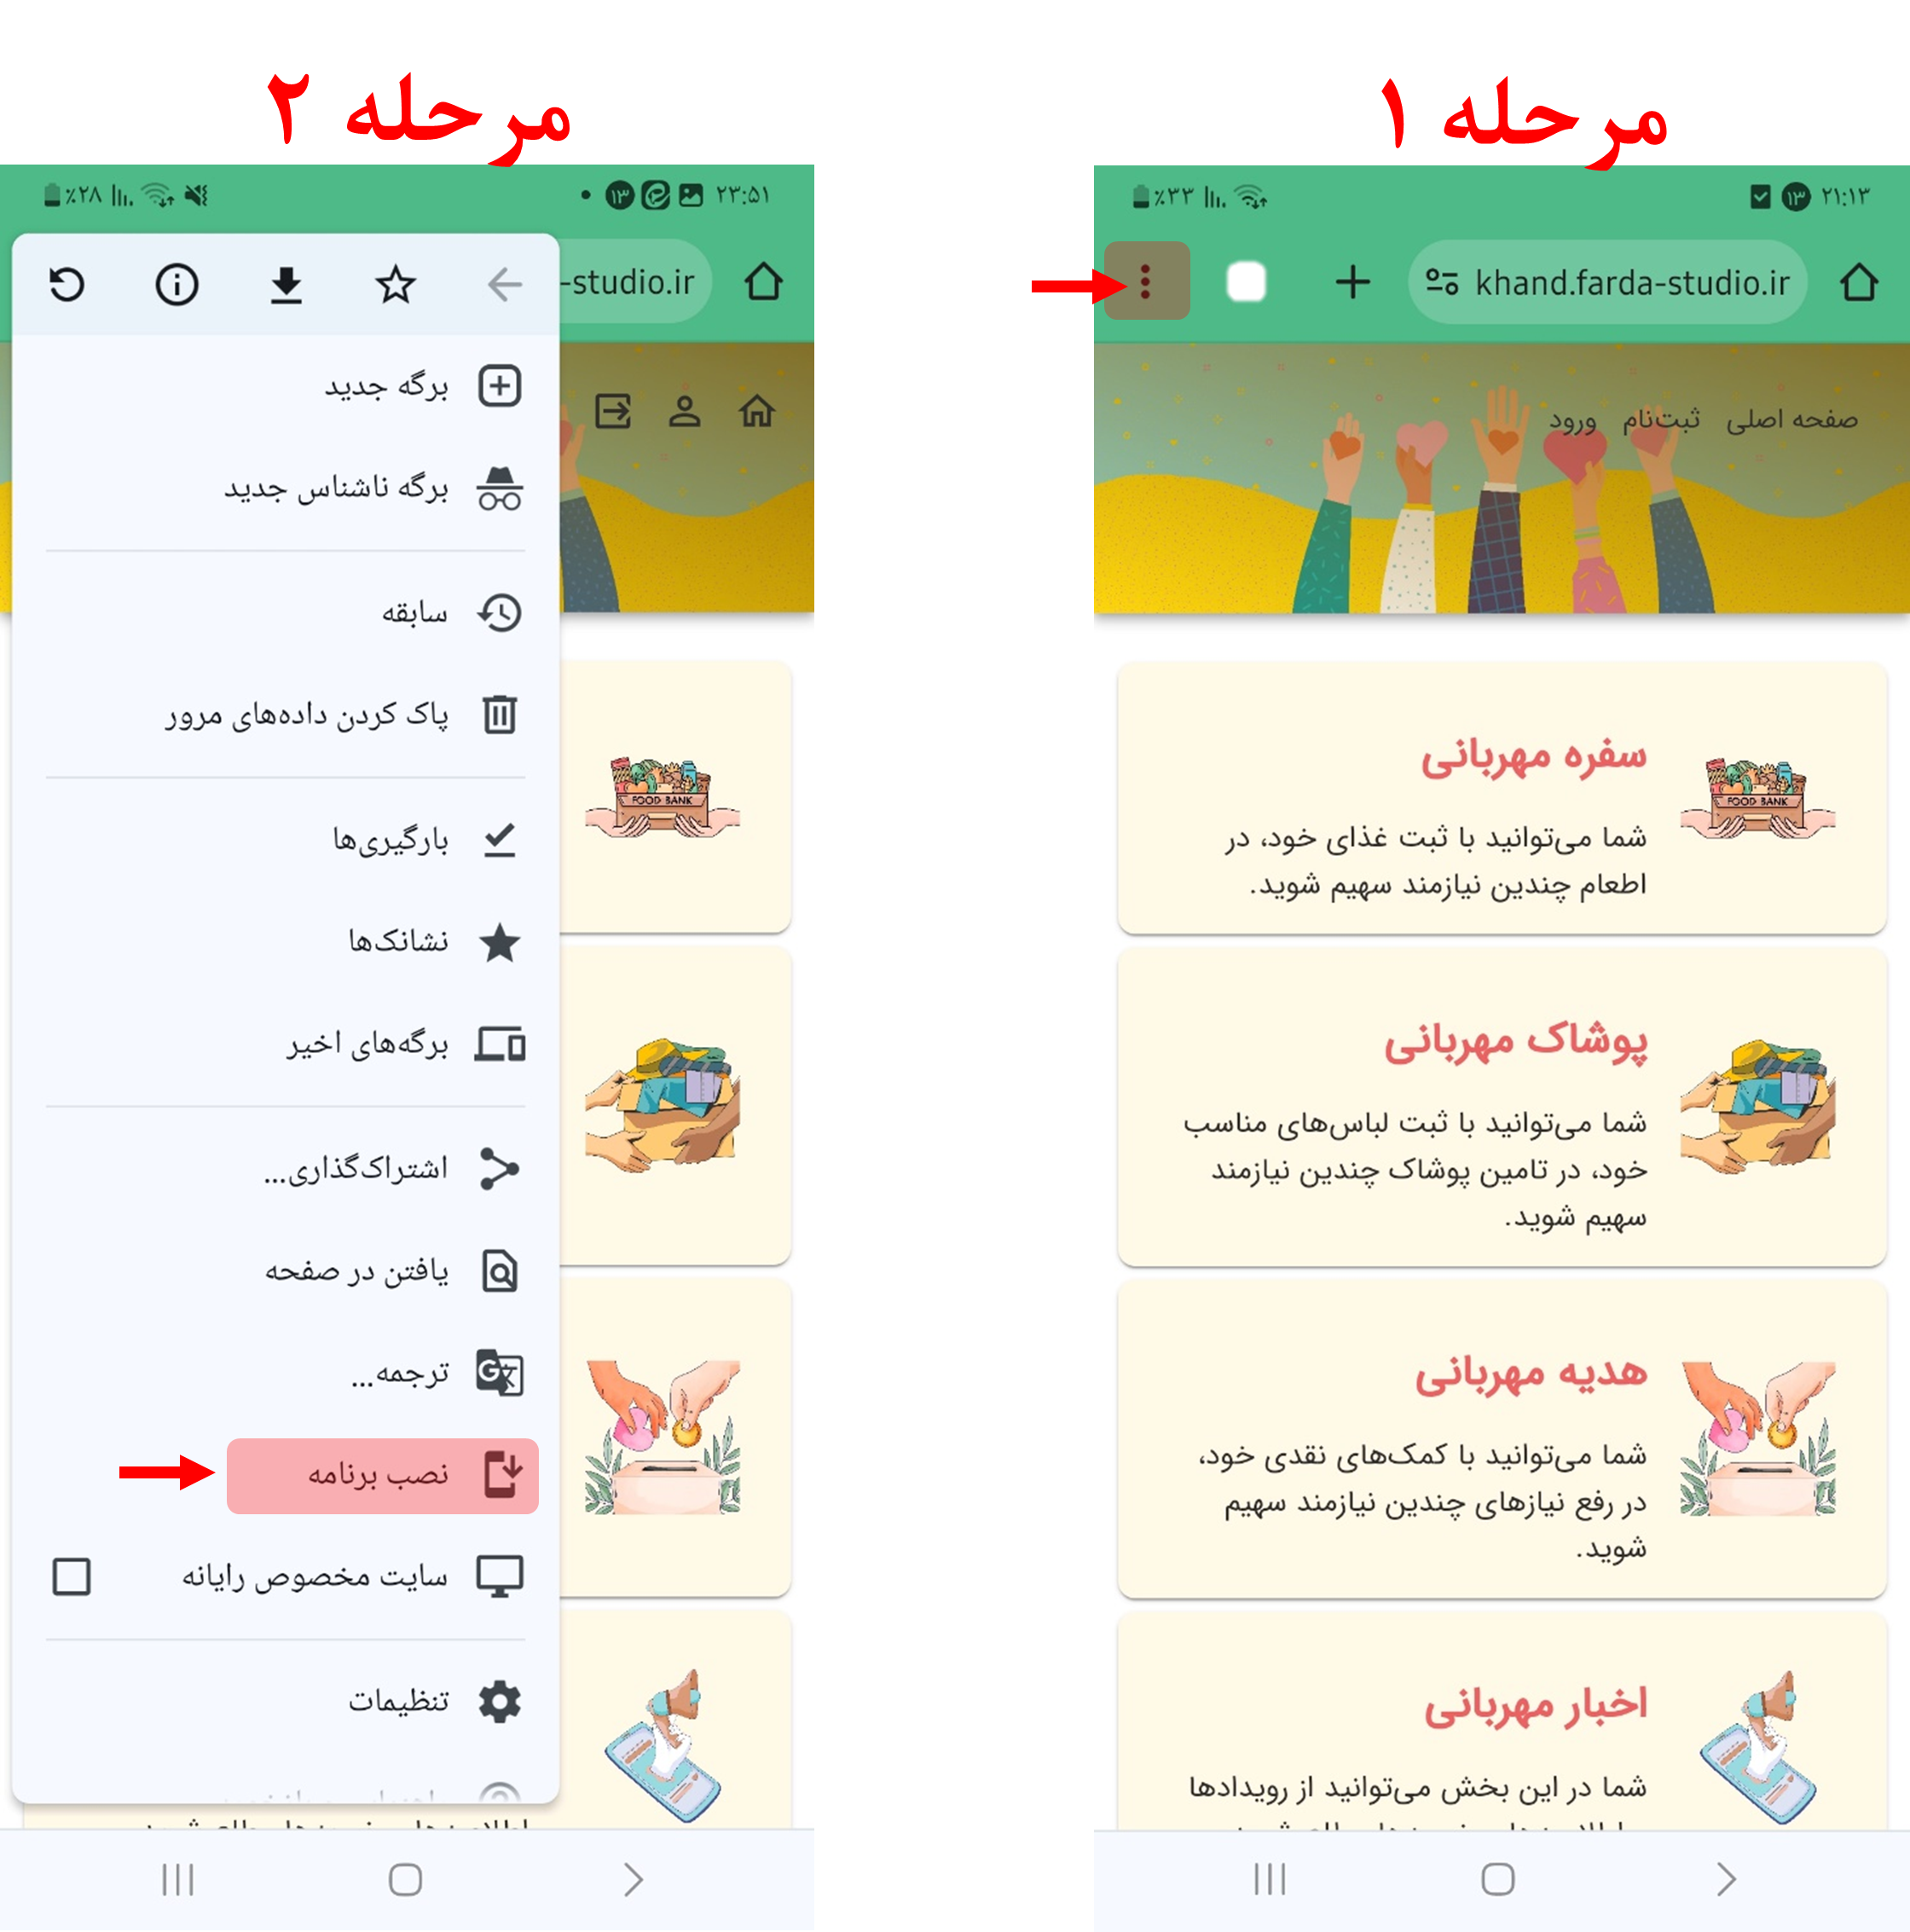 مرحله ۱
۲۱:۱۳ ۱۳ ٪۳۳
khand.farda-studio.ir
صفحه اصلی ثبت‌نام ورود
سفره مهربانی
FOOD BANK
شما می‌توانید با ثبت غذای خود، در
اطعام چندین نیازمند سهیم شوید.
پوشاک مهربانی
شما می‌توانید با ثبت لباس‌های مناسب
خود، در تامین پوشاک چندین نیازمند
سهیم شوید.
هدیه مهربانی
شما می‌توانید با کمک‌های نقدی خود،
در رفع نیازهای چندین نیازمند سهیم
شوید.
اخبار مهربانی
شما در این بخش می‌توانید از رویدادها
مرحله ۲
۲۳:۵۱ ۱۳ ٪۲۸
-studio.ir
برگه جدید
برگه ناشناس جدید
سابقه
پاک کردن داده‌های مرور
FOOD BANK
بارگیری‌ها
نشانک‌ها
برگه‌های اخیر
اشتراک‌گذاری...
یافتن در صفحه
ترجمه...
نصب برنامه
سایت مخصوص رایانه
تنظیمات